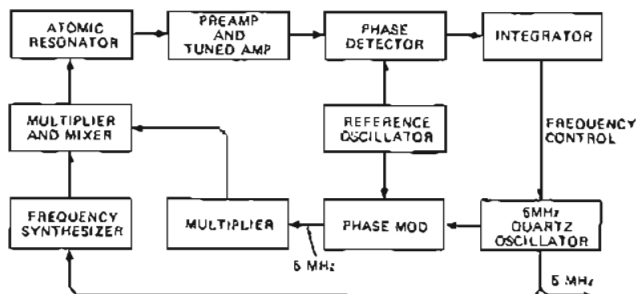 ATOMIC
RESONATOR
PREAMP
AND
TUNED AMP
PHASE
DETECTOR
INTEGRATOR
MULTIPLIER
AND MIXER
REFERENCE
OSCILLATOR
FREQUENCY
CONTROL
FREQUENCY
SYNTHESIZER
MULTIPLIER
PHASE MOD
5MHz
QUARTZ
OSCILLATOR
5 MHz
5 MHz